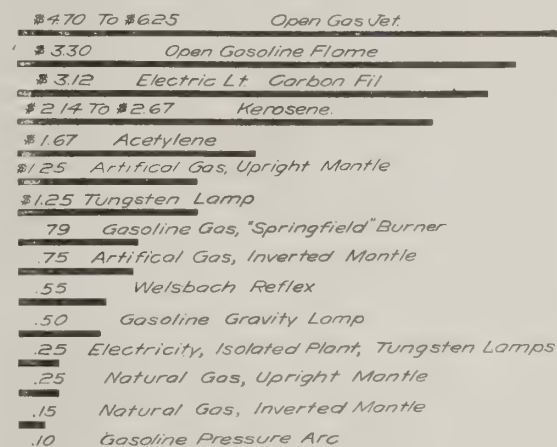 $4.70 To $6.25 Open Gas Jet.
$3.30 Open Gasoline Flome
$3.12 Electric Lt. Carbon Fil
$2.14 To $2.67 Kerosene.
$1.67 Acetylene
$1.25 Artifical Gas, Upright Mantle
$1.25 Tungsten Lamp
.79 Gasoline Gas, "Springfield" Burner
.75 Artifical Gas, Inverted Mantle
.55 Welsbach Reflex
.50 Gasoline Gravity Lamp
.25 Electricity, Isolated Plant, Tungsten Lamps
.25 Natural Gas, Upright Mantle
.15 Natural Gas, Inverted Mantle
.10 Gasoline Pressure Arc